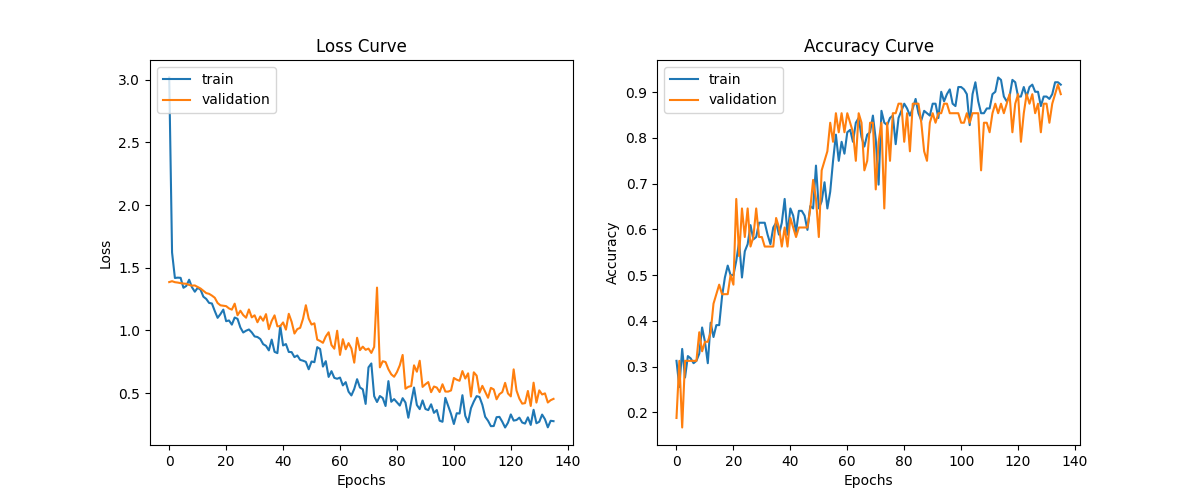 Loss Curve
train
validation
3.0
2.5
2.0
1.5
1.0
0.5
Loss
0 20 40 60 80 100 120 140
Epochs
Accuracy Curve
train
validation
0.9
0.8
0.7
0.6
0.5
0.4
0.3
0.2
Accuracy
0 20 40 60 80 100 120 140
Epochs